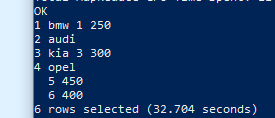 OK
1 bmw 1 250
2 audi
3 kia 3 300
4 opel
5 450
6 400
6 rows selected (32.704 seconds)